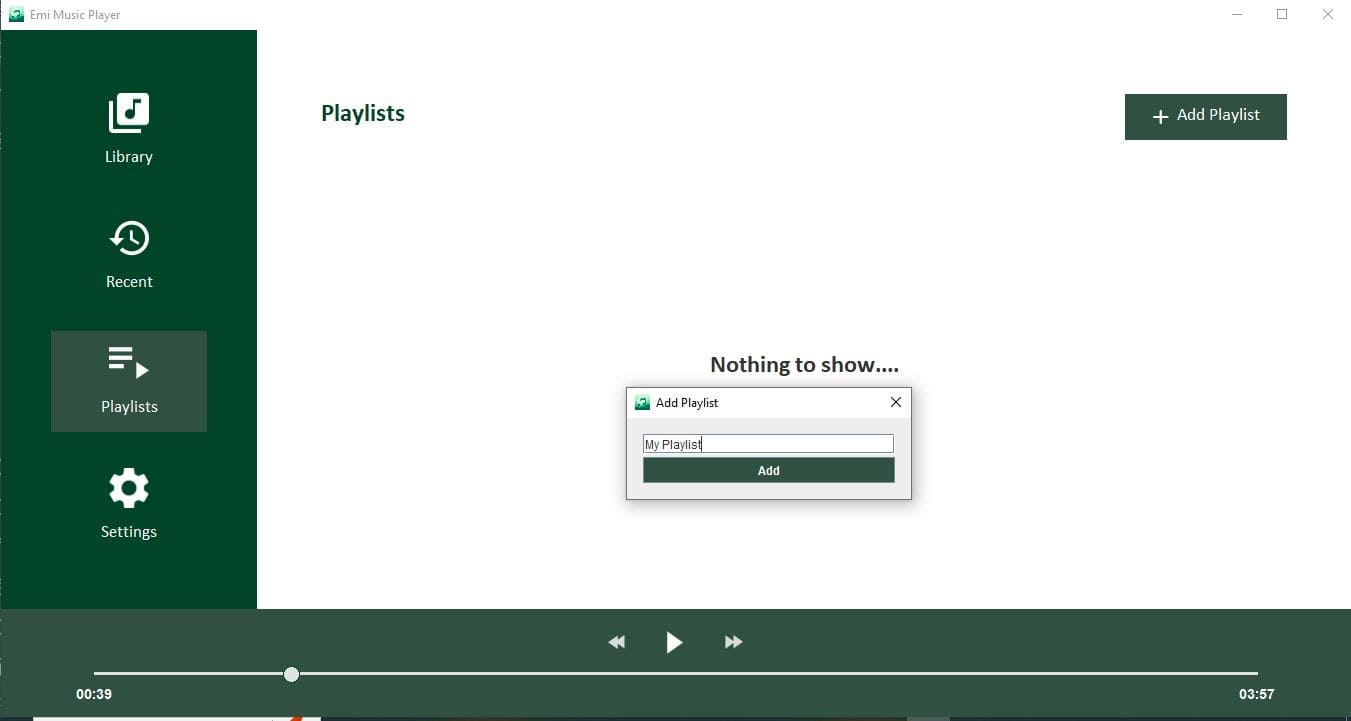 Emi Music Player
Library
Recent
Playlists
Settings
Playlists
Add Playlist
Nothing to show....
Add Playlist
My Playlist
Add
00:39
03:57